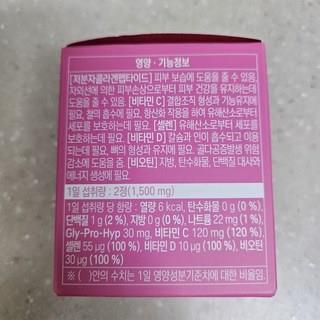 영양·기능정보
[저분자콜라겐펩타이드] 피부 보습에 도움을 줄 수 있음,
자외선에 의한 피부손상으로부터 피부 건강을 유지하는데
도움을 줄 수 있음. [비타민 C] 결합조직 형성과 기능유지에
필요, 철의 흡수에 필요, 항산화 작용을 하여 유해산소로부터
세포를 보호하는데 필요. [셀렌] 유해산소로부터 세포를
보호하는데 필요. [비타민 D] 칼슘과 인이 흡수되고 이용
되는데 필요, 뼈의 형성과 유지에 필요, 골다공증발생 위험
감소에 도움을 줌. [비오틴] 지방, 탄수화물, 단백질 대사와
에너지 생성에 필요.
1일 섭취량 : 2정(1,500 mg)
1일 섭취량 당 함량 : 열량 6 kcal, 탄수화물 0 g (0 %),
단백질 1 g (2 %), 지방 0 g (0 %), 나트륨 22 mg (1 %),
Gly-Pro-Hyp 30 mg, 비타민 C 120 mg (120 %),
셀렌 55 μg (100 %), 비타민 D 10 μg (100 %), 비오틴
30 μg (100 %)
※ ( )안의 수치는 1일 영양성분기준치에 대한 비율임